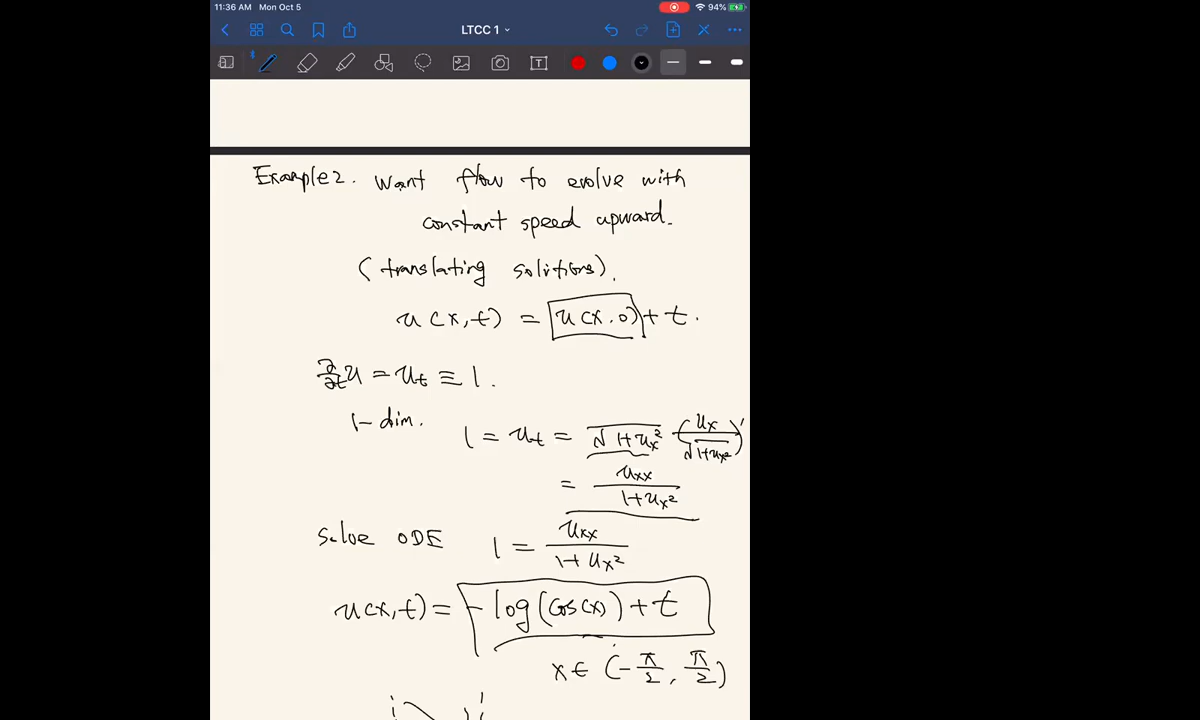 11:36 AM Mon Oct 5
94%
LTCC 1
T
Example 2. Want flow to evolve with
constant speed upward.
(translating solitions).
u(x,t) = u(x.0) + t.
∂/∂t u = u_t ≡ 1.
1-dim. 1 = u_t = √(1+u_x²) (u_x/√(1+u_x²))'
= u_xx/(1+u_x²)
Solve ODE 1 = u_xx/(1+u_x²)
u(x,t) = -log(cos(x)) + t
x ∈ (-π/2, π/2)